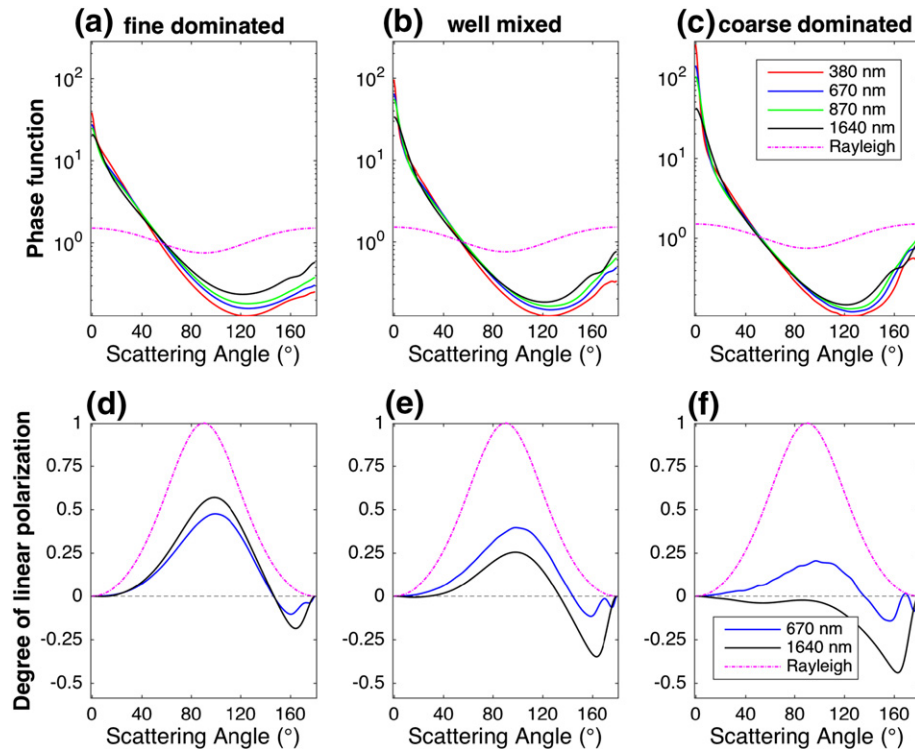 (a) fine dominated
(b) well mixed
(c) coarse dominated
Phase function
10²
10¹
10⁰
0 40 80 120 160
Scattering Angle (°)
10²
10¹
10⁰
0 40 80 120 160
Scattering Angle (°)
10²
10¹
10⁰
380 nm
670 nm
870 nm
1640 nm
Rayleigh
0 40 80 120 160
Scattering Angle (°)
(d)
Degree of linear polarization
1
0.75
0.5
0.25
0
-0.25
-0.5
0 40 80 120 160
Scattering Angle (°)
(e)
1
0.75
0.5
0.25
0
-0.25
-0.5
0 40 80 120 160
Scattering Angle (°)
(f)
1
0.75
0.5
0.25
0
-0.25
-0.5
670 nm
1640 nm
Rayleigh
0 40 80 120 160
Scattering Angle (°)